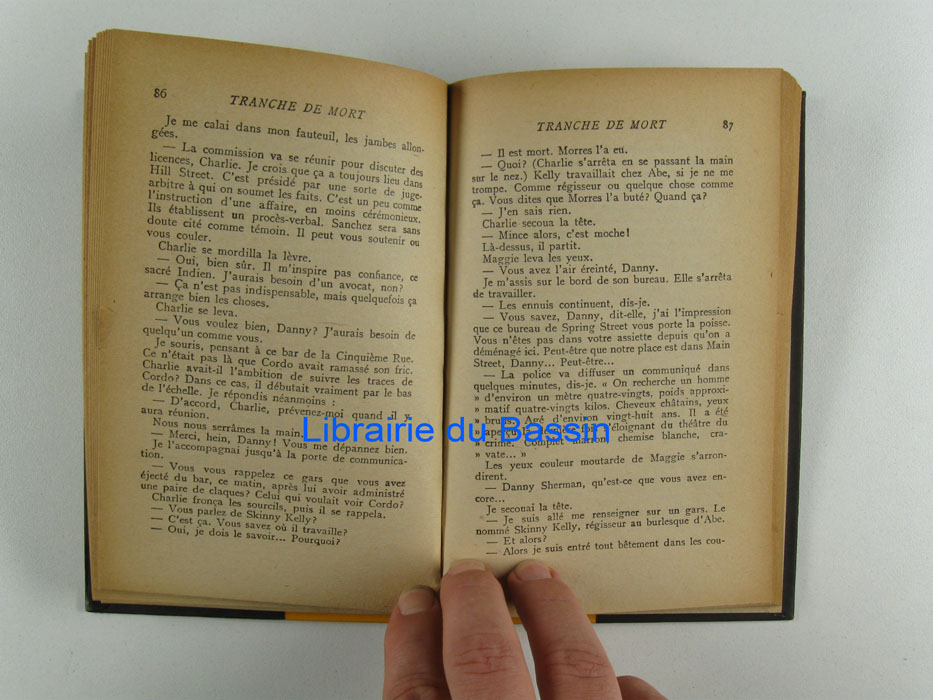 86
TRANCHE DE MORT
Je me calai dans mon fauteuil, les jambes allon-
gées.
— La commission va se réunir pour discuter des
licences, Charlie. Je crois que ça a toujours lieu dans
Hill Street. C'est présidé par une sorte de juge-
arbitre à qui on soumet les faits. C'est un peu comme
l'instruction d'une affaire, en moins cérémonieux.
Ils établissent un procès-verbal. Sanchez sera sans
doute cité comme témoin. Il peut vous soutenir ou
vous couler.
Charlie se mordilla la lèvre.
— Oui, bien sûr. Il m'inspire pas confiance, ce
sacré Indien. J'aurais besoin d'un avocat, non?
— Ça n'est pas indispensable, mais quelquefois ça
arrange bien les choses.
Charlie se leva.
— Vous voulez bien, Danny? J'aurais besoin de
quelqu'un comme vous.
Je souris, pensant à ce bar de la Cinquième Rue.
Ce n'était pas là que Cordo avait ramassé son fric.
Charlie avait-il l'ambition de suivre les traces de
Cordo? Dans ce cas, il débutait vraiment par le bas
de l'échelle. Je répondis néanmoins :
— D'accord, Charlie, prévenez-moi quand il y
aura réunion.
Nous nous serrâmes la main.
— Merci, hein, Danny! Vous me dépannez bien.
Je l'accompagnai jusqu'à la porte de communica-
tion.
— Vous vous rappelez ce gars que vous avez
éjecté du bar, ce matin, après lui avoir administré
une paire de claques? Celui qui voulait voir Cordo?
Charlie fronça les sourcils, puis il se rappela.
— Vous parlez de Skinny Kelly?
— C'est ça. Vous savez où il travaille?
— Oui, je dois le savoir... Pourquoi?
TRANCHE DE MORT
87
— Il est mort. Morres l'a eu.
— Quoi? (Charlie s'arrêta en se passant la main
sur le nez.) Kelly travaillait chez Abe, si je ne me
trompe. Comme régisseur ou quelque chose comme
ça. Vous dites que Morres l'a buté? Quand ça?
— J'en sais rien.
Charlie secoua la tête.
— Mince alors, c'est moche!
Là-dessus, il partit.
Maggie leva les yeux.
— Vous avez l'air éreinté, Danny.
Je m'assis sur le bord de son bureau. Elle s'arrêta
de travailler.
— Les ennuis continuent, dis-je.
— Vous savez, Danny, dit-elle, j'ai l'impression
que ce bureau de Spring Street vous porte la poisse.
Vous n'êtes pas dans votre assiette depuis qu'on a
déménagé ici. Peut-être que notre place est dans Main
Street, Danny... Peut-être...
— La police va diffuser un communiqué dans
quelques minutes, dis-je. « On recherche un homme
» d'environ un mètre quatre-vingts, poids approxi-
» matif quatre-vingts kilos. Cheveux châtains, yeux
» bruns. Agé d'environ vingt-huit ans. Il a été
» s'éloignant du théâtre du
» crime. Complet marron, chemise blanche, cra-
» vate... »
Les yeux couleur moutarde de Maggie s'arron-
dirent.
— Danny Sherman, qu'est-ce que vous avez en-
core...
Je secouai la tête.
— Je suis allé me renseigner sur un gars. Le
nommé Skinny Kelly, régisseur au burlesque d'Abe.
— Et alors?
— Alors je suis entré tout bêtement dans les cou-
Librairie du Bassin